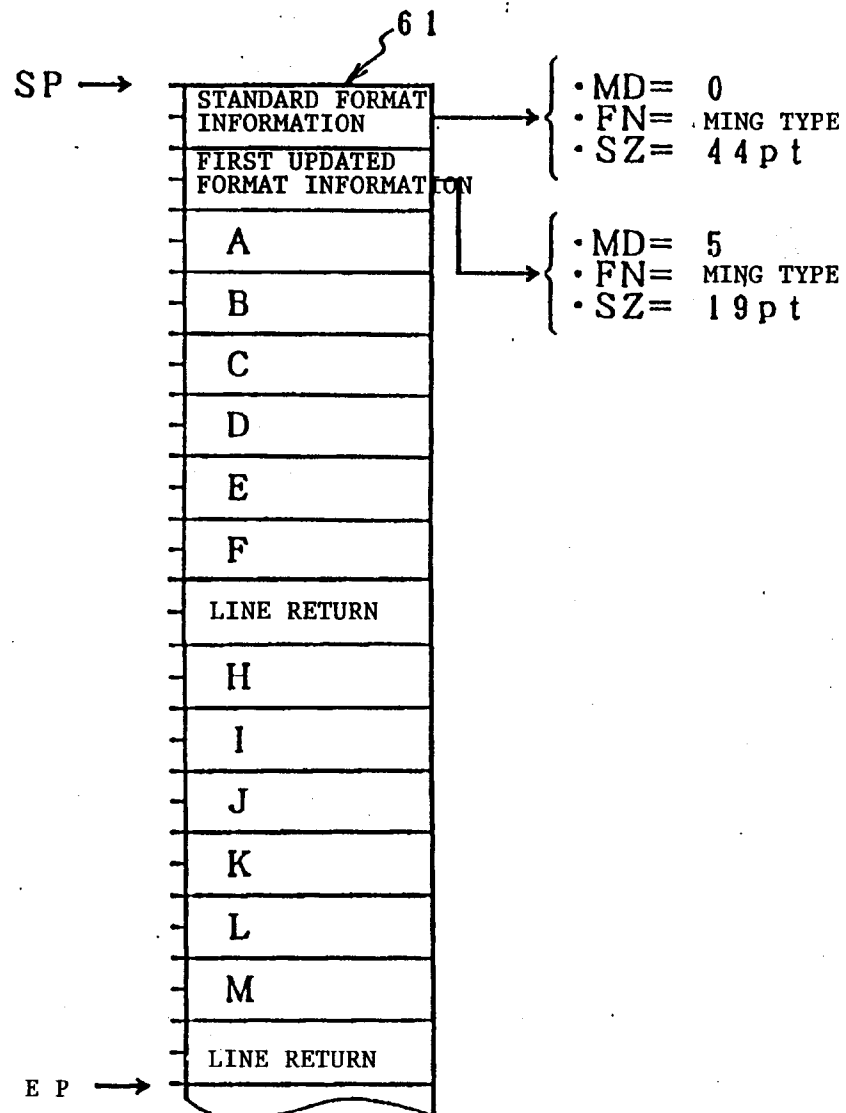 61
SP
STANDARD FORMAT
INFORMATION
·MD= 0
·FN= MING TYPE
·SZ= 44pt
FIRST UPDATED
FORMAT INFORMATION
·MD= 5
·FN= MING TYPE
·SZ= 19pt
A
B
C
D
E
F
LINE RETURN
H
I
J
K
L
M
LINE RETURN
EP